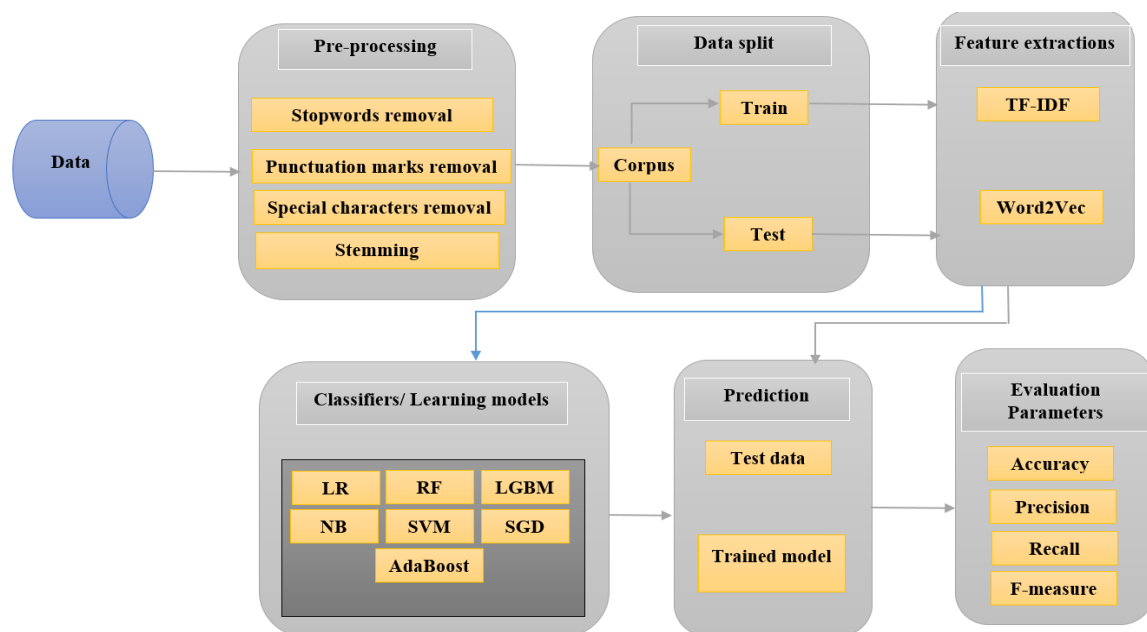 Data
Pre-processing
Stopwords removal
Punctuation marks removal
Special characters removal
Stemming
Data split
Corpus
Train
Test
Feature extractions
TF-IDF
Word2Vec
Classifiers/ Learning models
LR
RF
LGBM
NB
SVM
SGD
AdaBoost
Prediction
Test data
Trained model
Evaluation
Parameters
Accuracy
Precision
Recall
F-measure